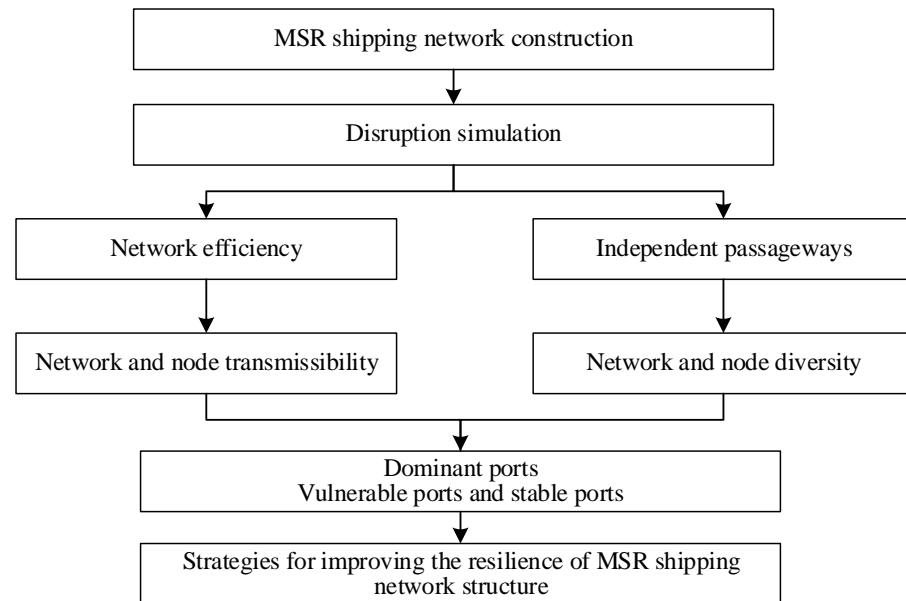 MSR shipping network construction
Disruption simulation
Network efficiency
Independent passageways
Network and node transmissibility
Network and node diversity
Dominant ports
Vulnerable ports and stable ports
Strategies for improving the resilience of MSR shipping
network structure